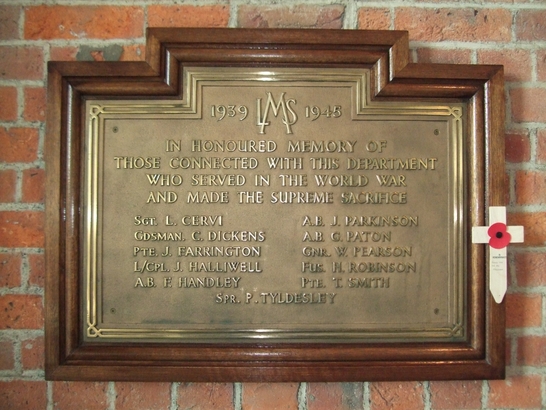 1939 LMS 1945
IN HONOURED MEMORY OF
THOSE CONNECTED WITH THIS DEPARTMENT
WHO SERVED IN THE WORLD WAR
AND MADE THE SUPREME SACRIFICE
SGT. L. CERVI
GDSMAN. C. DICKENS
PTE. J. FARRINGTON
L/CPL. J. HALLIWELL
A.B. F. HANDLEY
A.B. J. PARKINSON
A.B. G. PATON
GNR. W. PEARSON
FUS. H. ROBINSON
PTE. T. SMITH
SPR. P. TYLDESLEY